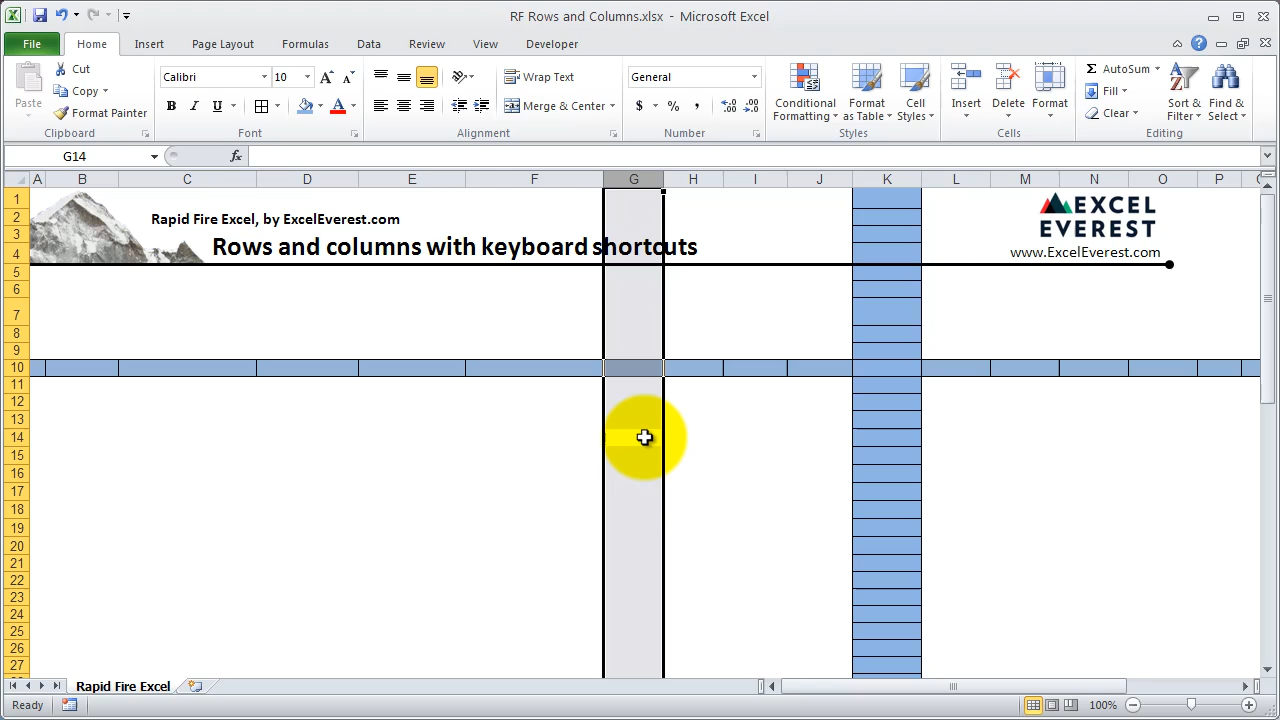 RF Rows and Columns.xlsx - Microsoft Excel
File Home Insert Page Layout Formulas Data Review View Developer
Paste
Cut
Copy
Format Painter
Clipboard
Calibri 10
B I U
Font
Wrap Text
Merge & Center
Alignment
General
$ % ,
Number
Conditional Formatting
Format as Table
Cell Styles
Styles
Insert Delete Format
Cells
Σ AutoSum
Fill
Clear
Sort & Filter
Find & Select
Editing
G14 fx
A B C D E F G H I J K L M N O P
1
2
3
4
5
6
7
8
9
10
11
12
13
14
15
16
17
18
19
20
21
22
23
24
25
26
27
Rapid Fire Excel, by ExcelEverest.com
Rows and columns with keyboard shortcuts
EXCEL
EVEREST
www.ExcelEverest.com
Rapid Fire Excel
Ready 100%